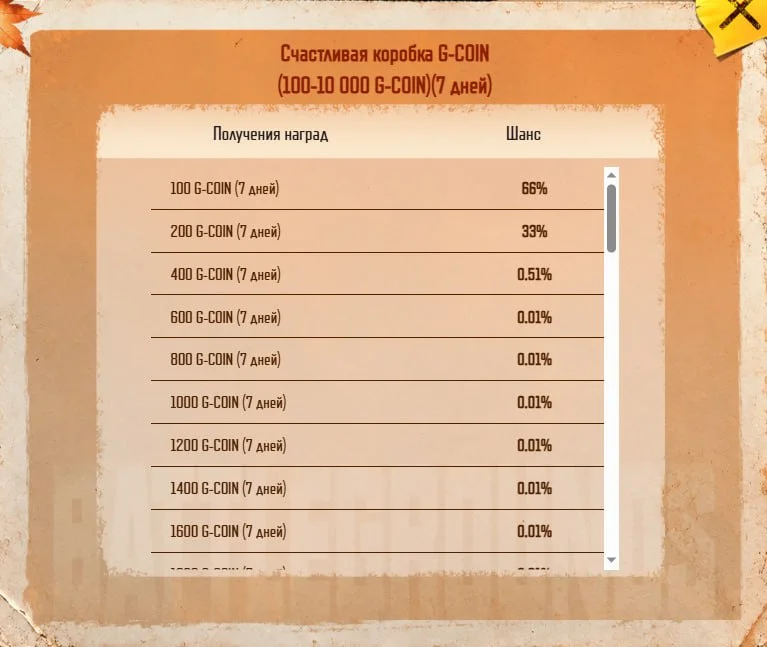 Счастливая коробка G-COIN
(100-10 000 G-COIN)(7 дней)
Получения наград Шанс
100 G-COIN (7 дней) 66%
200 G-COIN (7 дней) 33%
400 G-COIN (7 дней) 0.51%
600 G-COIN (7 дней) 0.01%
800 G-COIN (7 дней) 0.01%
1000 G-COIN (7 дней) 0.01%
1200 G-COIN (7 дней) 0.01%
1400 G-COIN (7 дней) 0.01%
1600 G-COIN (7 дней) 0.01%
BATTLEGROUNDS